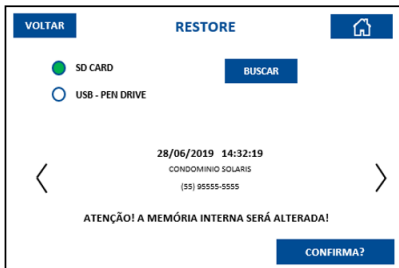 VOLTAR
RESTORE
SD CARD
BUSCAR
USB - PEN DRIVE
28/06/2019 14:32:19
CONDOMINIO SOLARIS
(55) 95555-5555
ATENÇÃO! A MEMÓRIA INTERNA SERÁ ALTERADA!
CONFIRMA?